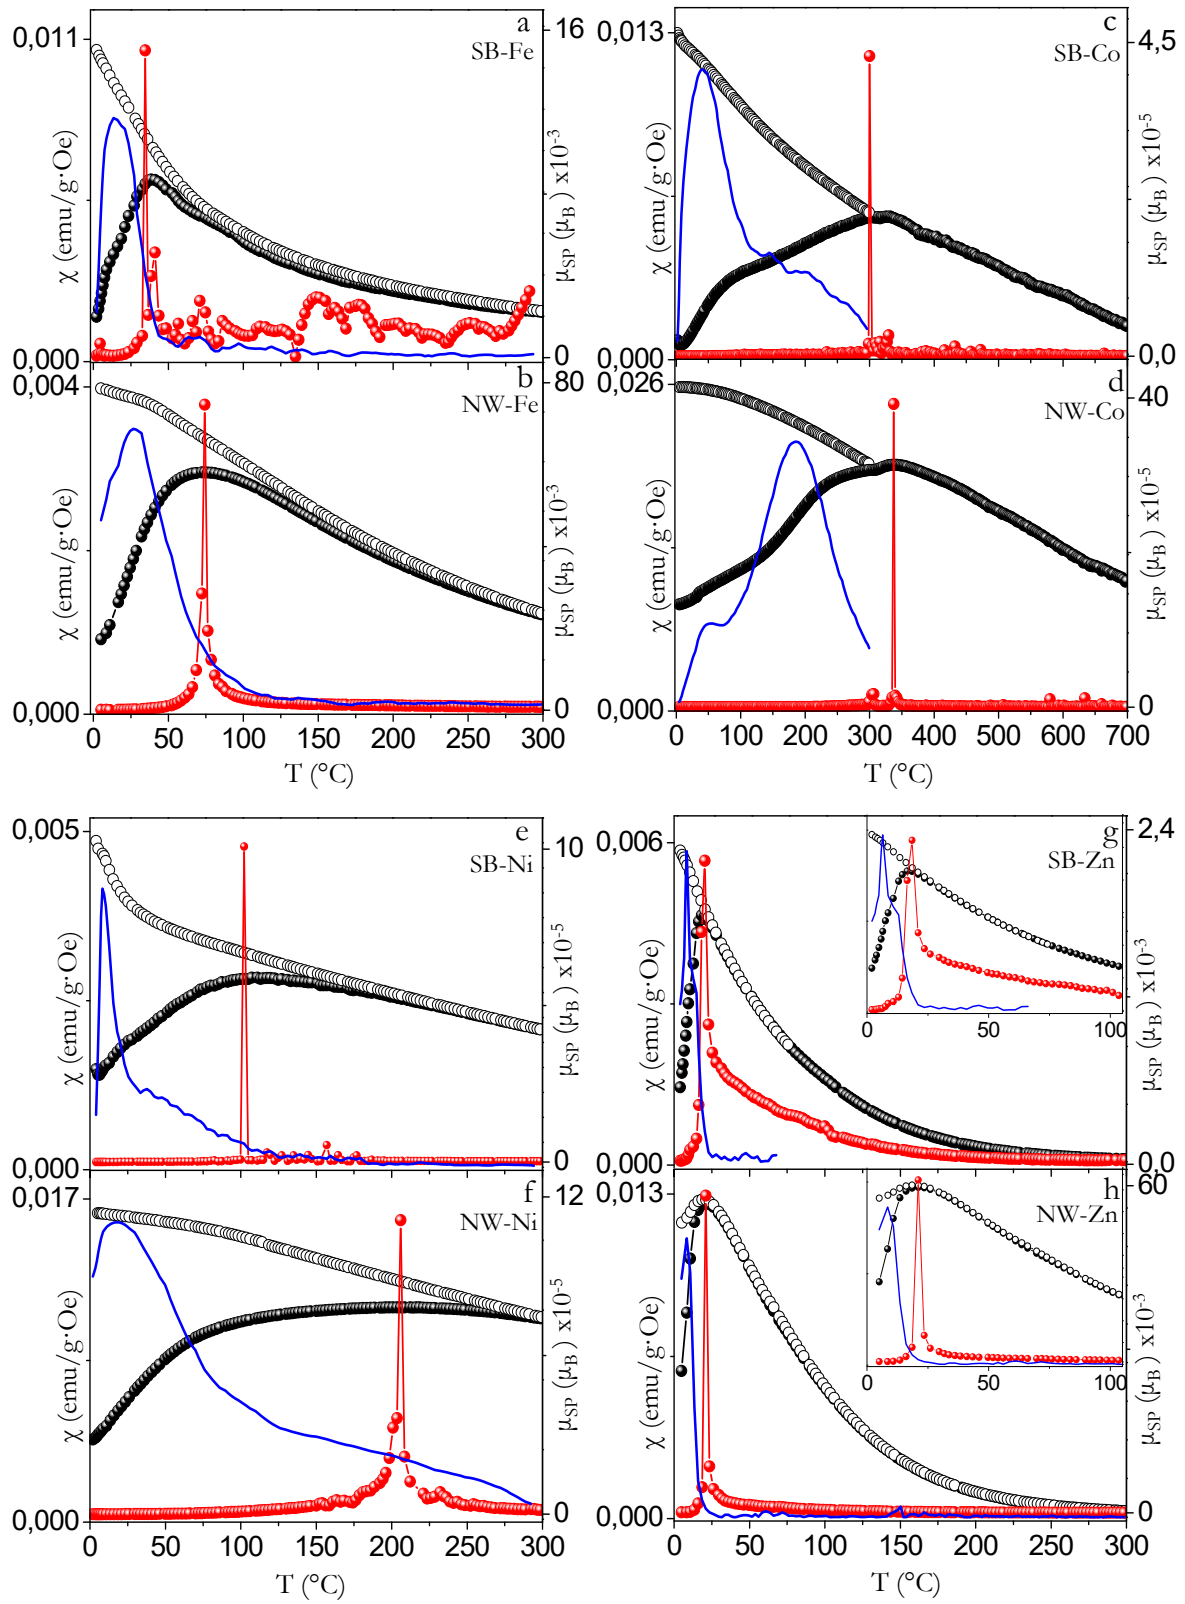 a
SB-Fe
0,011
16
χ (emu/g·Oe)
μSP (μB) x10-3
0,000
0
b
NW-Fe
0,004
80
χ (emu/g·Oe)
μSP (μB) x10-3
0,000
0
0 50 100 150 200 250 300
T (°C)
c
SB-Co
0,013
4,5
χ (emu/g·Oe)
μSP (μB) x10-5
0,000
0,0
d
NW-Co
0,026
40
χ (emu/g·Oe)
μSP (μB) x10-5
0,000
0
0 100 200 300 400 500 600 700
T (°C)
e
SB-Ni
0,005
10
χ (emu/g·Oe)
μSP (μB) x10-5
0,000
0
f
NW-Ni
0,017
12
χ (emu/g·Oe)
μSP (μB) x10-5
0,000
0
0 50 100 150 200 250 300
T (°C)
g
SB-Zn
0,006
2,4
χ (emu/g·Oe)
μSP (μB) x10-3
0 50 100
0,000
0,0
h
NW-Zn
0,013
60
χ (emu/g·Oe)
μSP (μB) x10-3
0 50 100
0,000
0
0 50 100 150 200 250 300
T (°C)